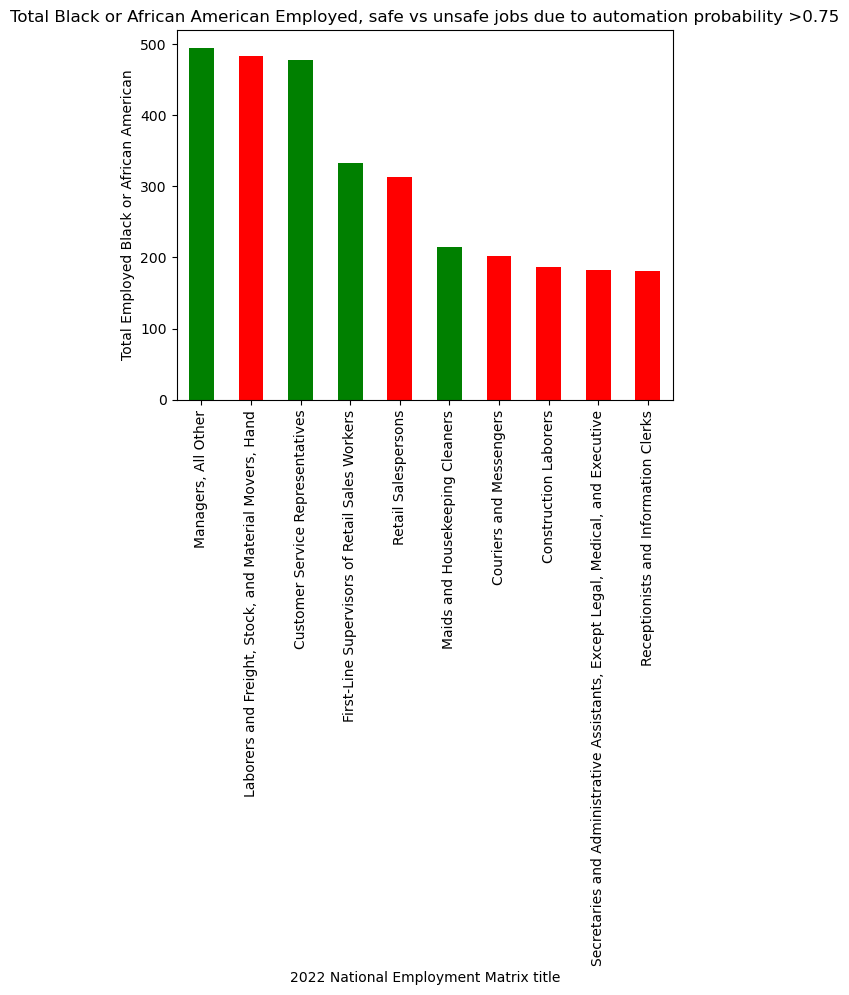 Total Black or African American Employed, safe vs unsafe jobs due to automation probability >0.75
Total Employed Black or African American
500
400
300
200
100
0
Managers, All Other
Laborers and Freight, Stock, and Material Movers, Hand
Customer Service Representatives
First-Line Supervisors of Retail Sales Workers
Retail Salespersons
Maids and Housekeeping Cleaners
Couriers and Messengers
Construction Laborers
Secretaries and Administrative Assistants, Except Legal, Medical, and Executive
Receptionists and Information Clerks
2022 National Employment Matrix title